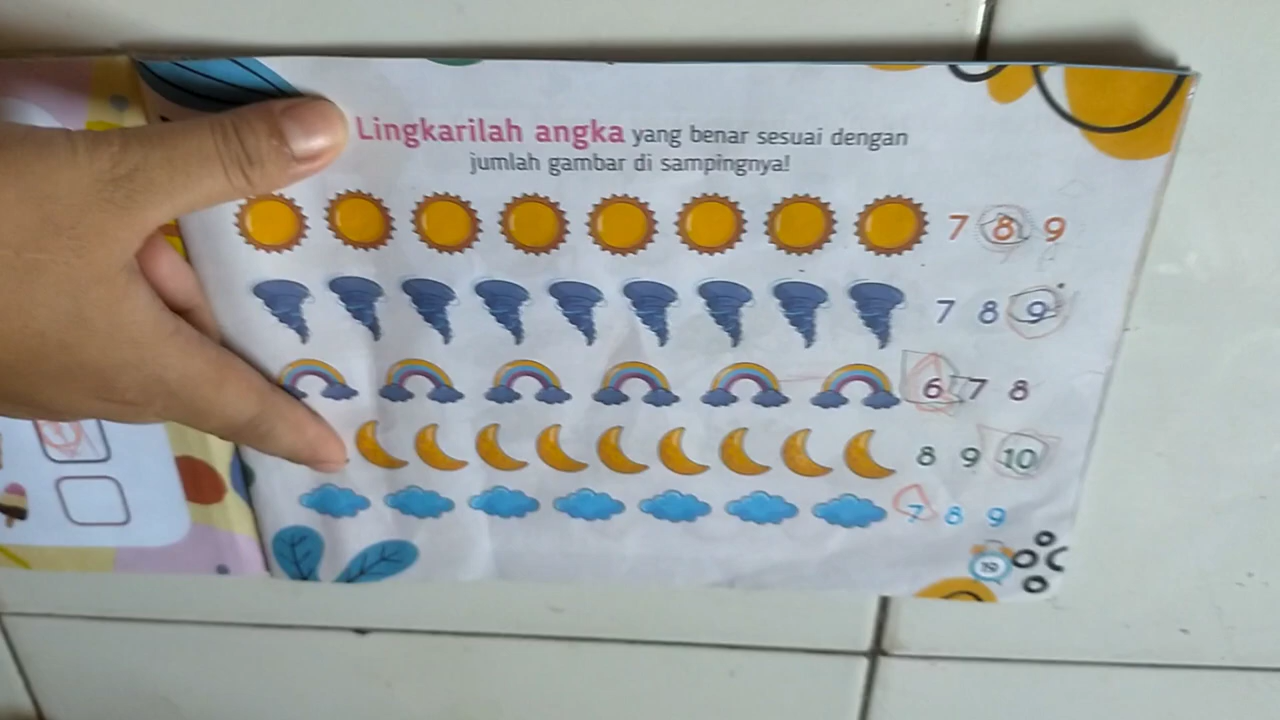 Lingkarilah angka yang benar sesuai dengan
jumlah gambar di sampingnya!
7 8 9
7 8 9
6 7 8
8 9 10
7 8 9
19